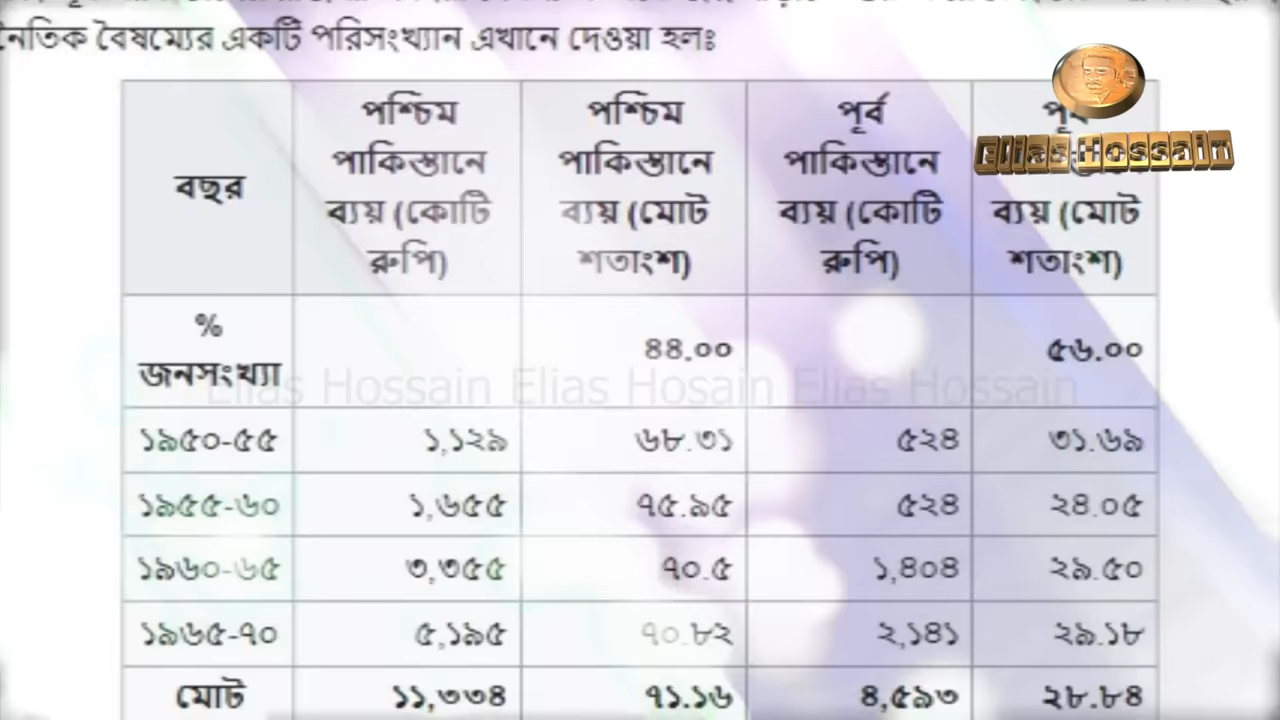 নৈতিক বৈষম্যের একটি পরিসংখ্যান এখানে দেওয়া হলঃ
Elias Hossain
বছর
পশ্চিম পাকিস্তানে ব্যয় (কোটি রুপি)
পশ্চিম পাকিস্তানে ব্যয় (মোট শতাংশ)
পূর্ব পাকিস্তানে ব্যয় (কোটি রুপি)
ব্যয় (মোট শতাংশ)
% জনসংখ্যা ৪৪.০০ ৫৬.০০
Elias Hossain Elias Hosain Elias Hossain
১৯৫০-৫৫ ১,১২৯ ৬৮.৩১ ৫২৪ ৩১.৬৯
১৯৫৫-৬০ ১,৬৫৫ ৭৫.৯৫ ৫২৪ ২৪.০৫
১৯৬০-৬৫ ৩,৩৫৫ ৭০.৫ ১,৪০৪ ২৯.৫০
১৯৬৫-৭০ ৫,১৯৫ ৭০.৮২ ২,১৪১ ২৯.১৮
মোট ১১,৩৩৪ ৭১.১৬ ৪,৫৯৩ ২৮.৮৪